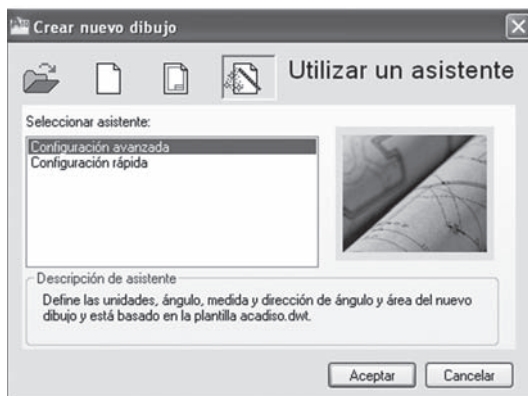 Crear nuevo dibujo
Utilizar un asistente
Seleccionar asistente:
Configuración avanzada
Configuración rápida
Descripción de asistente
Define las unidades, ángulo, medida y dirección de ángulo y área del nuevo
dibujo y está basado en la plantilla acadiso.dwt.
Aceptar
Cancelar